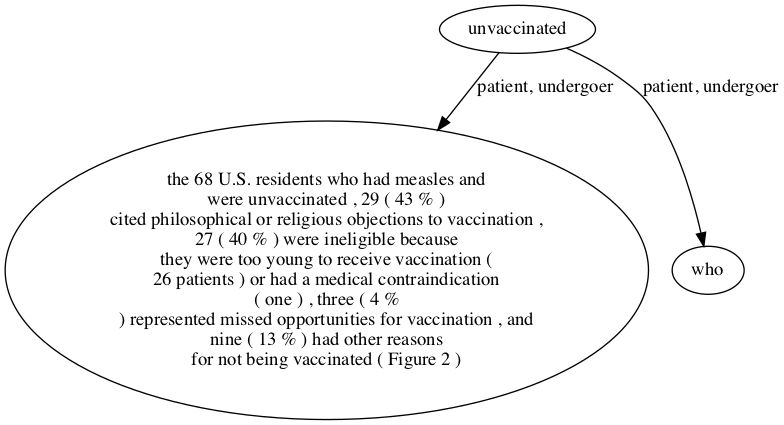 unvaccinated
patient, undergoer
patient, undergoer
the 68 U.S. residents who had measles and
were unvaccinated , 29 ( 43 % )
cited philosophical or religious objections to vaccination ,
27 ( 40 % ) were ineligible because
they were too young to receive vaccination (
26 patients ) or had a medical contraindication
( one ) , three ( 4 %
) represented missed opportunities for vaccination , and
nine ( 13 % ) had other reasons
for not being vaccinated ( Figure 2 )
who